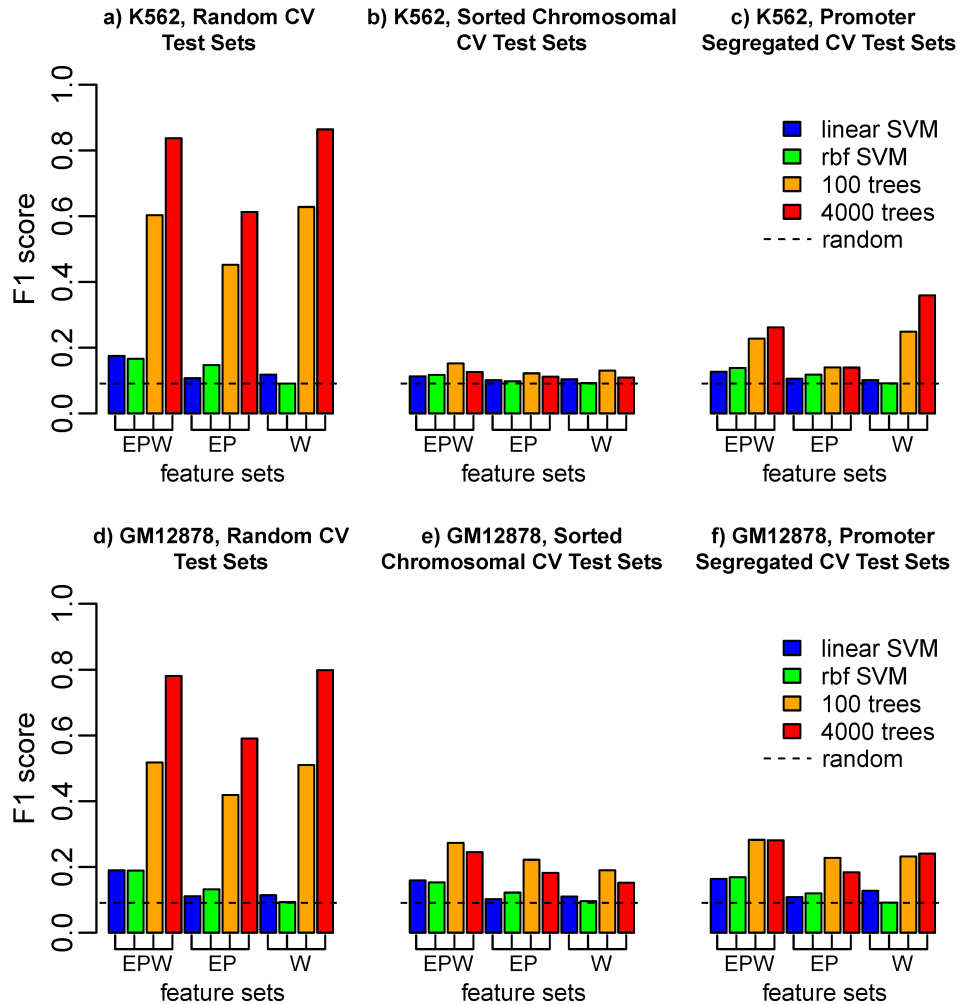 a) K562, Random CV
Test Sets
b) K562, Sorted Chromosomal
CV Test Sets
c) K562, Promoter
Segregated CV Test Sets
F1 score
0.0
0.2
0.4
0.6
0.8
1.0
linear SVM
rbf SVM
100 trees
4000 trees
random
EPW
EP
W
feature sets
EPW
EP
W
feature sets
EPW
EP
W
feature sets
d) GM12878, Random CV
Test Sets
e) GM12878, Sorted
Chromosomal CV Test Sets
f) GM12878, Promoter
Segregated CV Test Sets
F1 score
0.0
0.2
0.4
0.6
0.8
1.0
linear SVM
rbf SVM
100 trees
4000 trees
random
EPW
EP
W
feature sets
EPW
EP
W
feature sets
EPW
EP
W
feature sets